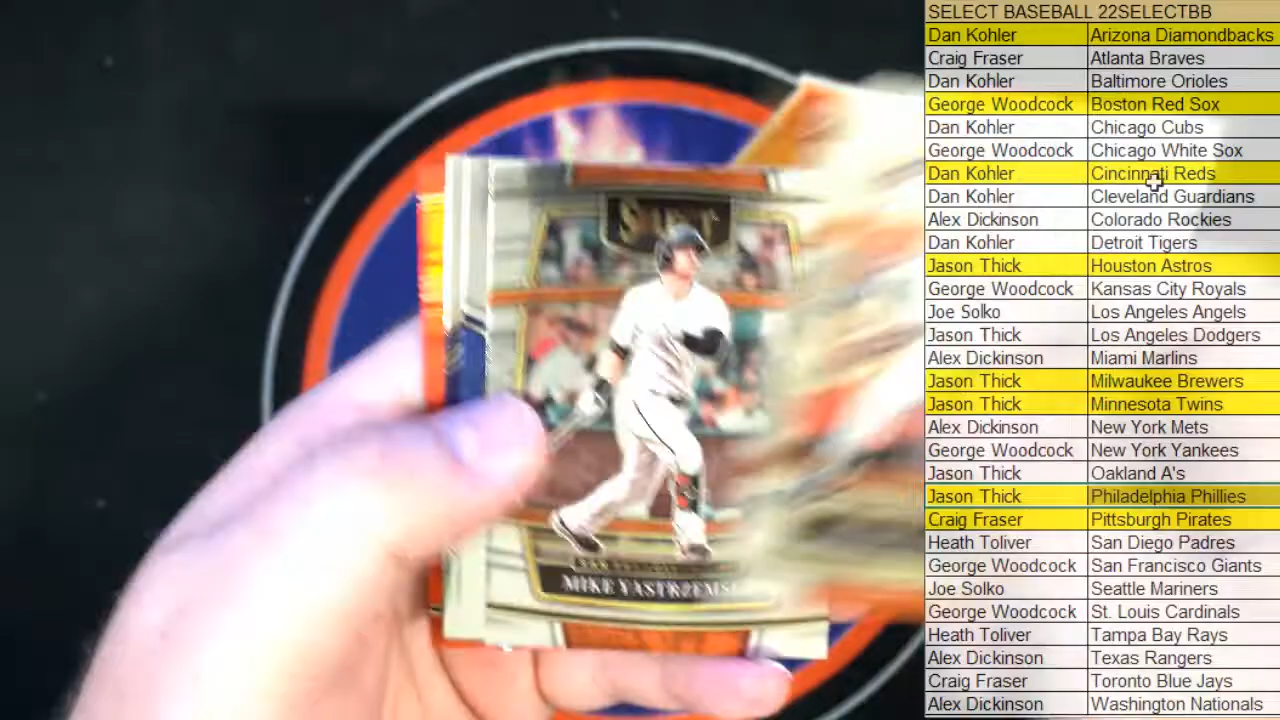 SELECT BASEBALL 22SELECTBB
Dan Kohler Arizona Diamondbacks
Craig Fraser Atlanta Braves
Dan Kohler Baltimore Orioles
George Woodcock Boston Red Sox
Dan Kohler Chicago Cubs
George Woodcock Chicago White Sox
Dan Kohler Cincinnati Reds
Dan Kohler Cleveland Guardians
Alex Dickinson Colorado Rockies
Dan Kohler Detroit Tigers
Jason Thick Houston Astros
George Woodcock Kansas City Royals
Joe Solko Los Angeles Angels
Jason Thick Los Angeles Dodgers
Alex Dickinson Miami Marlins
Jason Thick Milwaukee Brewers
Jason Thick Minnesota Twins
Alex Dickinson New York Mets
George Woodcock New York Yankees
Jason Thick Oakland A's
Jason Thick Philadelphia Phillies
Craig Fraser Pittsburgh Pirates
Heath Toliver San Diego Padres
George Woodcock San Francisco Giants
Joe Solko Seattle Mariners
George Woodcock St. Louis Cardinals
Heath Toliver Tampa Bay Rays
Alex Dickinson Texas Rangers
Craig Fraser Toronto Blue Jays
Alex Dickinson Washington Nationals
SELECT
MIKE YASTRZEMSKI